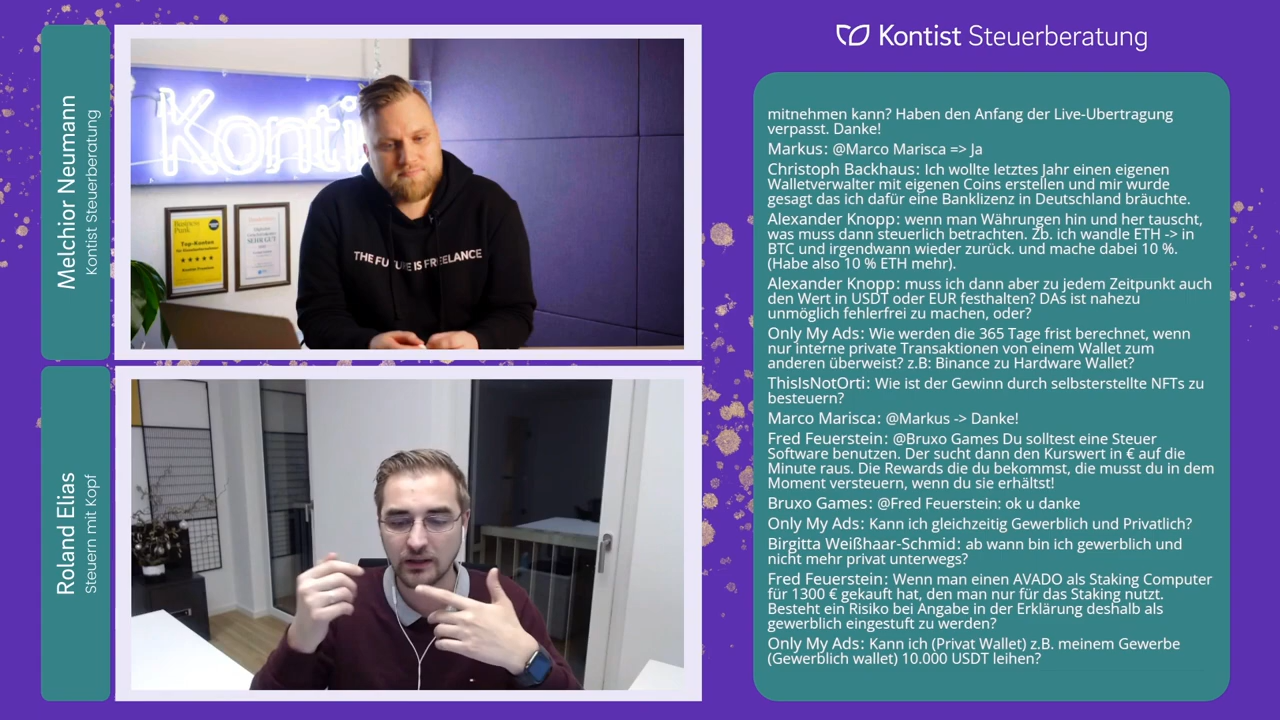 Melchior Neumann
Kontist Steuerberatung
Konti
Top-Konten
SEHR GUT
THE FUTURE IS FREELANCE
Roland Elias
Steuern mit Kopf
Kontist Steuerberatung
mitnehmen kann? Haben den Anfang der Live-Ubertragung
verpasst. Danke!
Markus: @Marco Marisca => Ja
Christoph Backhaus: Ich wollte letztes Jahr einen eigenen
Walletverwalter mit eigenen Coins erstellen und mir wurde
gesagt das ich dafür eine Banklizenz in Deutschland bräuchte.
Alexander Knopp: wenn man Währungen hin und her tauscht,
was muss dann steuerlich betrachten. Zb. ich wandle ETH -> in
BTC und irgendwann wieder zurück. und mache dabei 10 %.
(Habe also 10 % ETH mehr).
Alexander Knopp: muss ich dann aber zu jedem Zeitpunkt auch
den Wert in USDT oder EUR festhalten? DAs ist nahezu
unmöglich fehlerfrei zu machen, oder?
Only My Ads: Wie werden die 365 Tage frist berechnet, wenn
nur interne private Transaktionen von einem Wallet zum
anderen überweist? z.B: Binance zu Hardware Wallet?
ThisIsNotOrti: Wie ist der Gewinn durch selbsterstellte NFTs zu
besteuern?
Marco Marisca: @Markus -> Danke!
Fred Feuerstein: @Bruxo Games Du solltest eine Steuer
Software benutzen. Der sucht dann den Kurswert in € auf die
Minute raus. Die Rewards die du bekommst, die musst du in dem
Moment versteuern, wenn du sie erhältst!
Bruxo Games: @Fred Feuerstein: ok u danke
Only My Ads: Kann ich gleichzeitig Gewerblich und Privatlich?
Birgitta Weißhaar-Schmid: ab wann bin ich gewerblich und
nicht mehr privat unterwegs?
Fred Feuerstein: Wenn man einen AVADO als Staking Computer
für 1300 € gekauft hat, den man nur für das Staking nutzt.
Besteht ein Risiko bei Angabe in der Erklärung deshalb als
gewerblich eingestuft zu werden?
Only My Ads: Kann ich (Privat Wallet) z.B. meinem Gewerbe
(Gewerblich wallet) 10.000 USDT leihen?